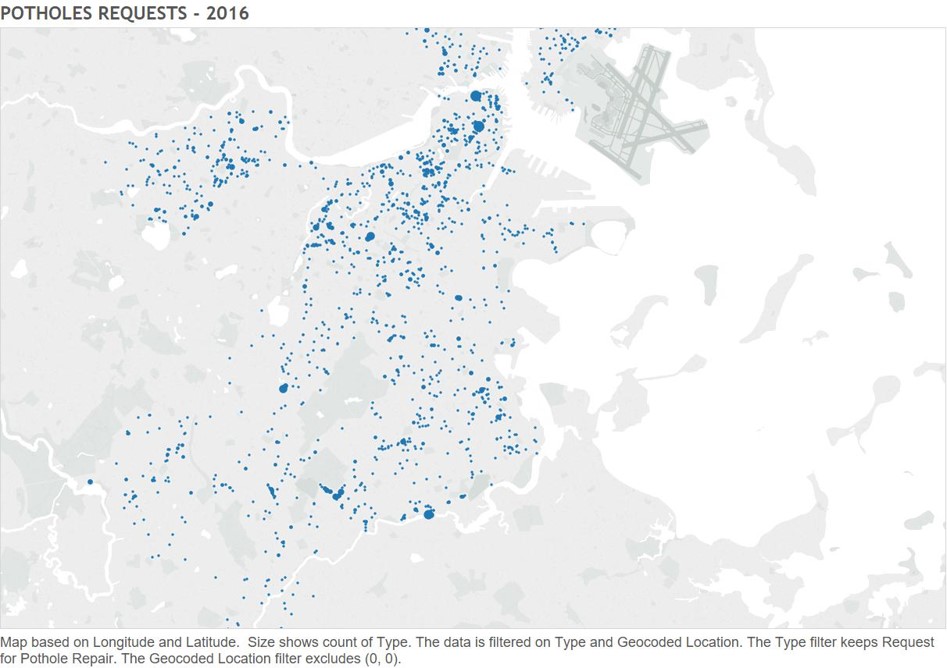 POTHOLES REQUESTS - 2016
Map based on Longitude and Latitude.  Size shows count of Type. The data is filtered on Type and Geocoded Location. The Type filter keeps Request
for Pothole Repair. The Geocoded Location filter excludes (0, 0).